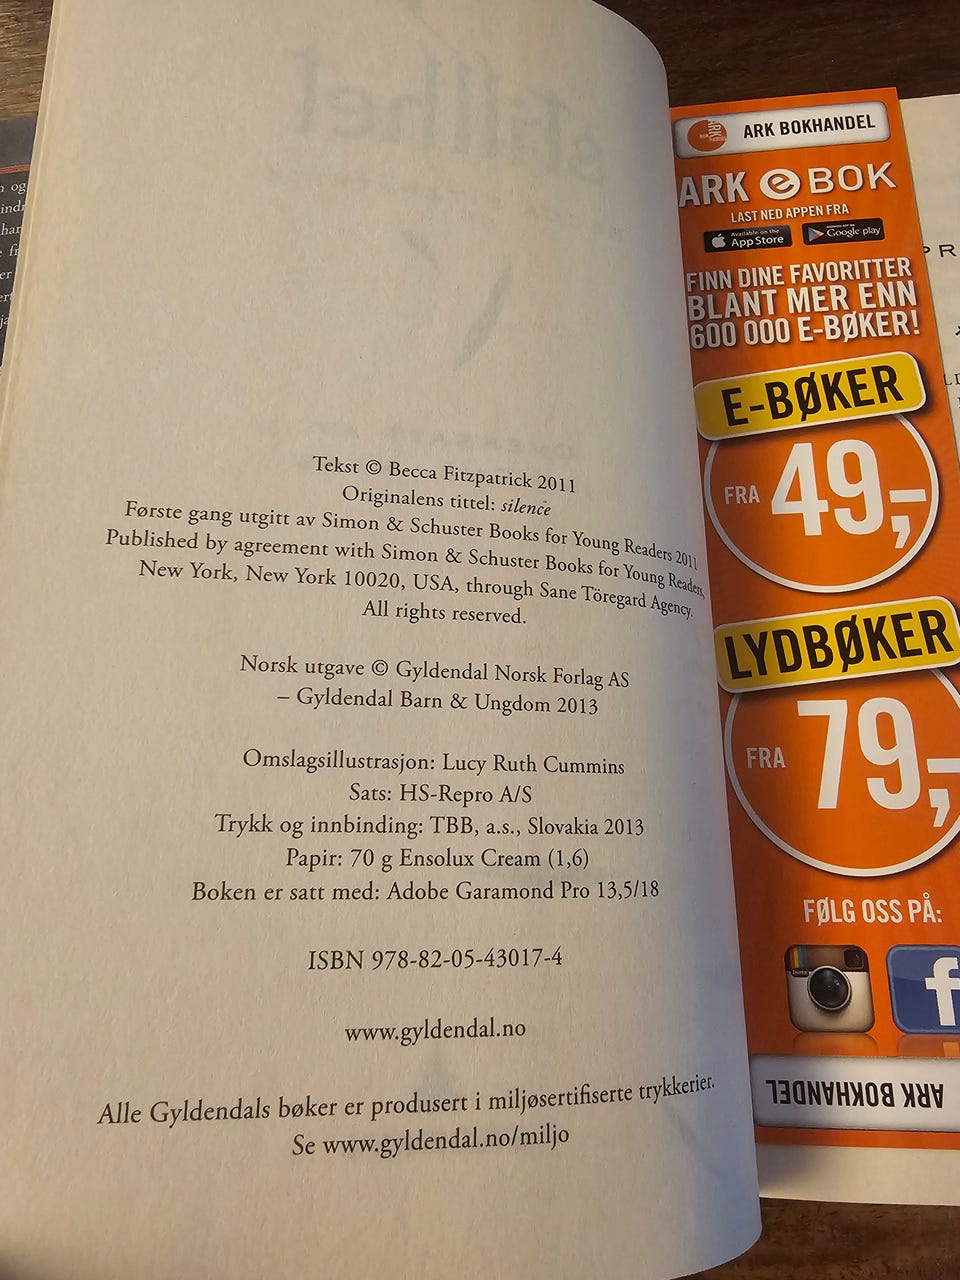 Tekst © Becca Fitzpatrick 2011
Originalens tittel: silence
Første gang utgitt av Simon & Schuster Books for Young Readers 2011
Published by agreement with Simon & Schuster Books for Young Readers,
New York, New York 10020, USA, through Sane Töregard Agency.
All rights reserved.
Norsk utgave © Gyldendal Norsk Forlag AS
– Gyldendal Barn & Ungdom 2013
Omslagsillustrasjon: Lucy Ruth Cummins
Sats: HS-Repro A/S
Trykk og innbinding: TBB, a.s., Slovakia 2013
Papir: 70 g Ensolux Cream (1,6)
Boken er satt med: Adobe Garamond Pro 13,5/18
ISBN 978-82-05-43017-4
www.gyldendal.no
Alle Gyldendals bøker er produsert i miljøsertifiserte trykkerier.
Se www.gyldendal.no/miljo
ARK BOKHANDEL
ARK e BOK
LAST NED APPEN FRA
Available on the
App Store
Google play
FINN DINE FAVORITTER
BLANT MER ENN
600 000 E-BØKER!
E-BØKER
FRA 49,-
LYDBØKER
FRA 79,-
FØLG OSS PÅ:
f
ARK BOKHANDEL